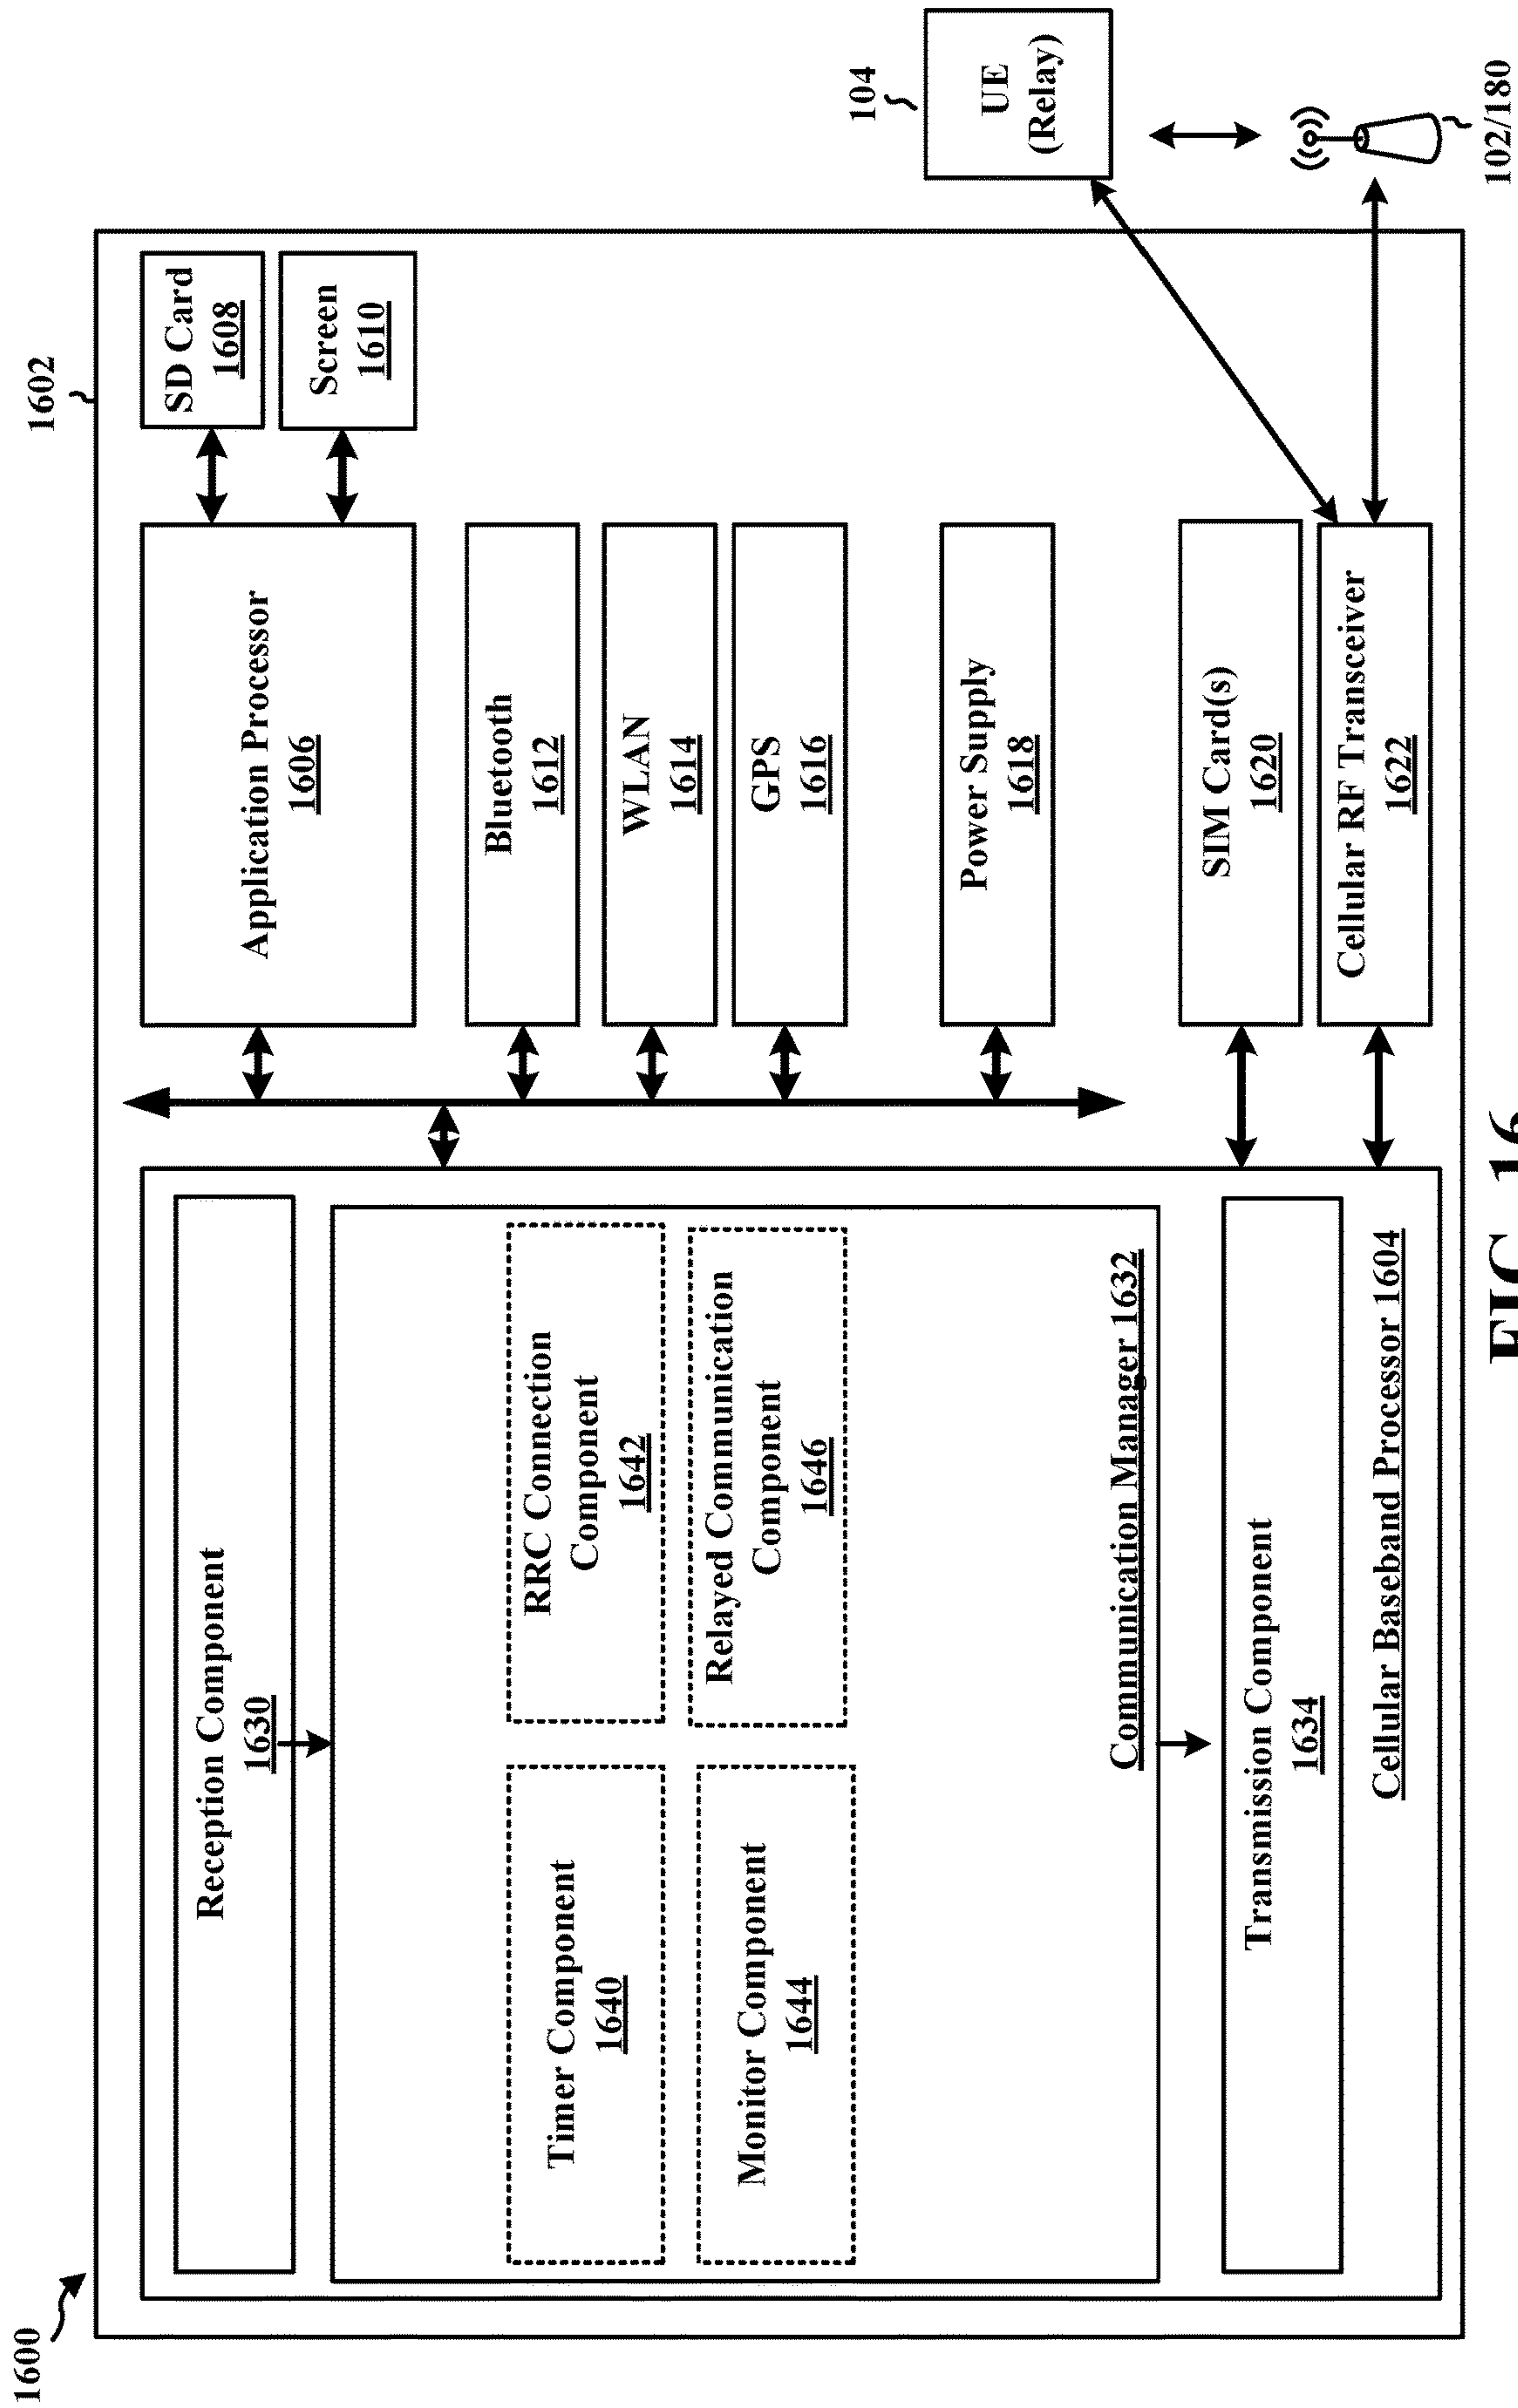 1600
1602
Reception Component
1630
Timer Component
1640
RRC Connection
Component
1642
Monitor Component
1644
Relayed Communication
Component
1646
Communication Manager 1632
Transmission Component
1634
Cellular Baseband Processor 1604
Application Processor
1606
SD Card
1608
Screen
1610
Bluetooth
1612
WLAN
1614
GPS
1616
Power Supply
1618
SIM Card(s)
1620
Cellular RF Transceiver
1622
104
UE
(Relay)
102/180
FIG. 16